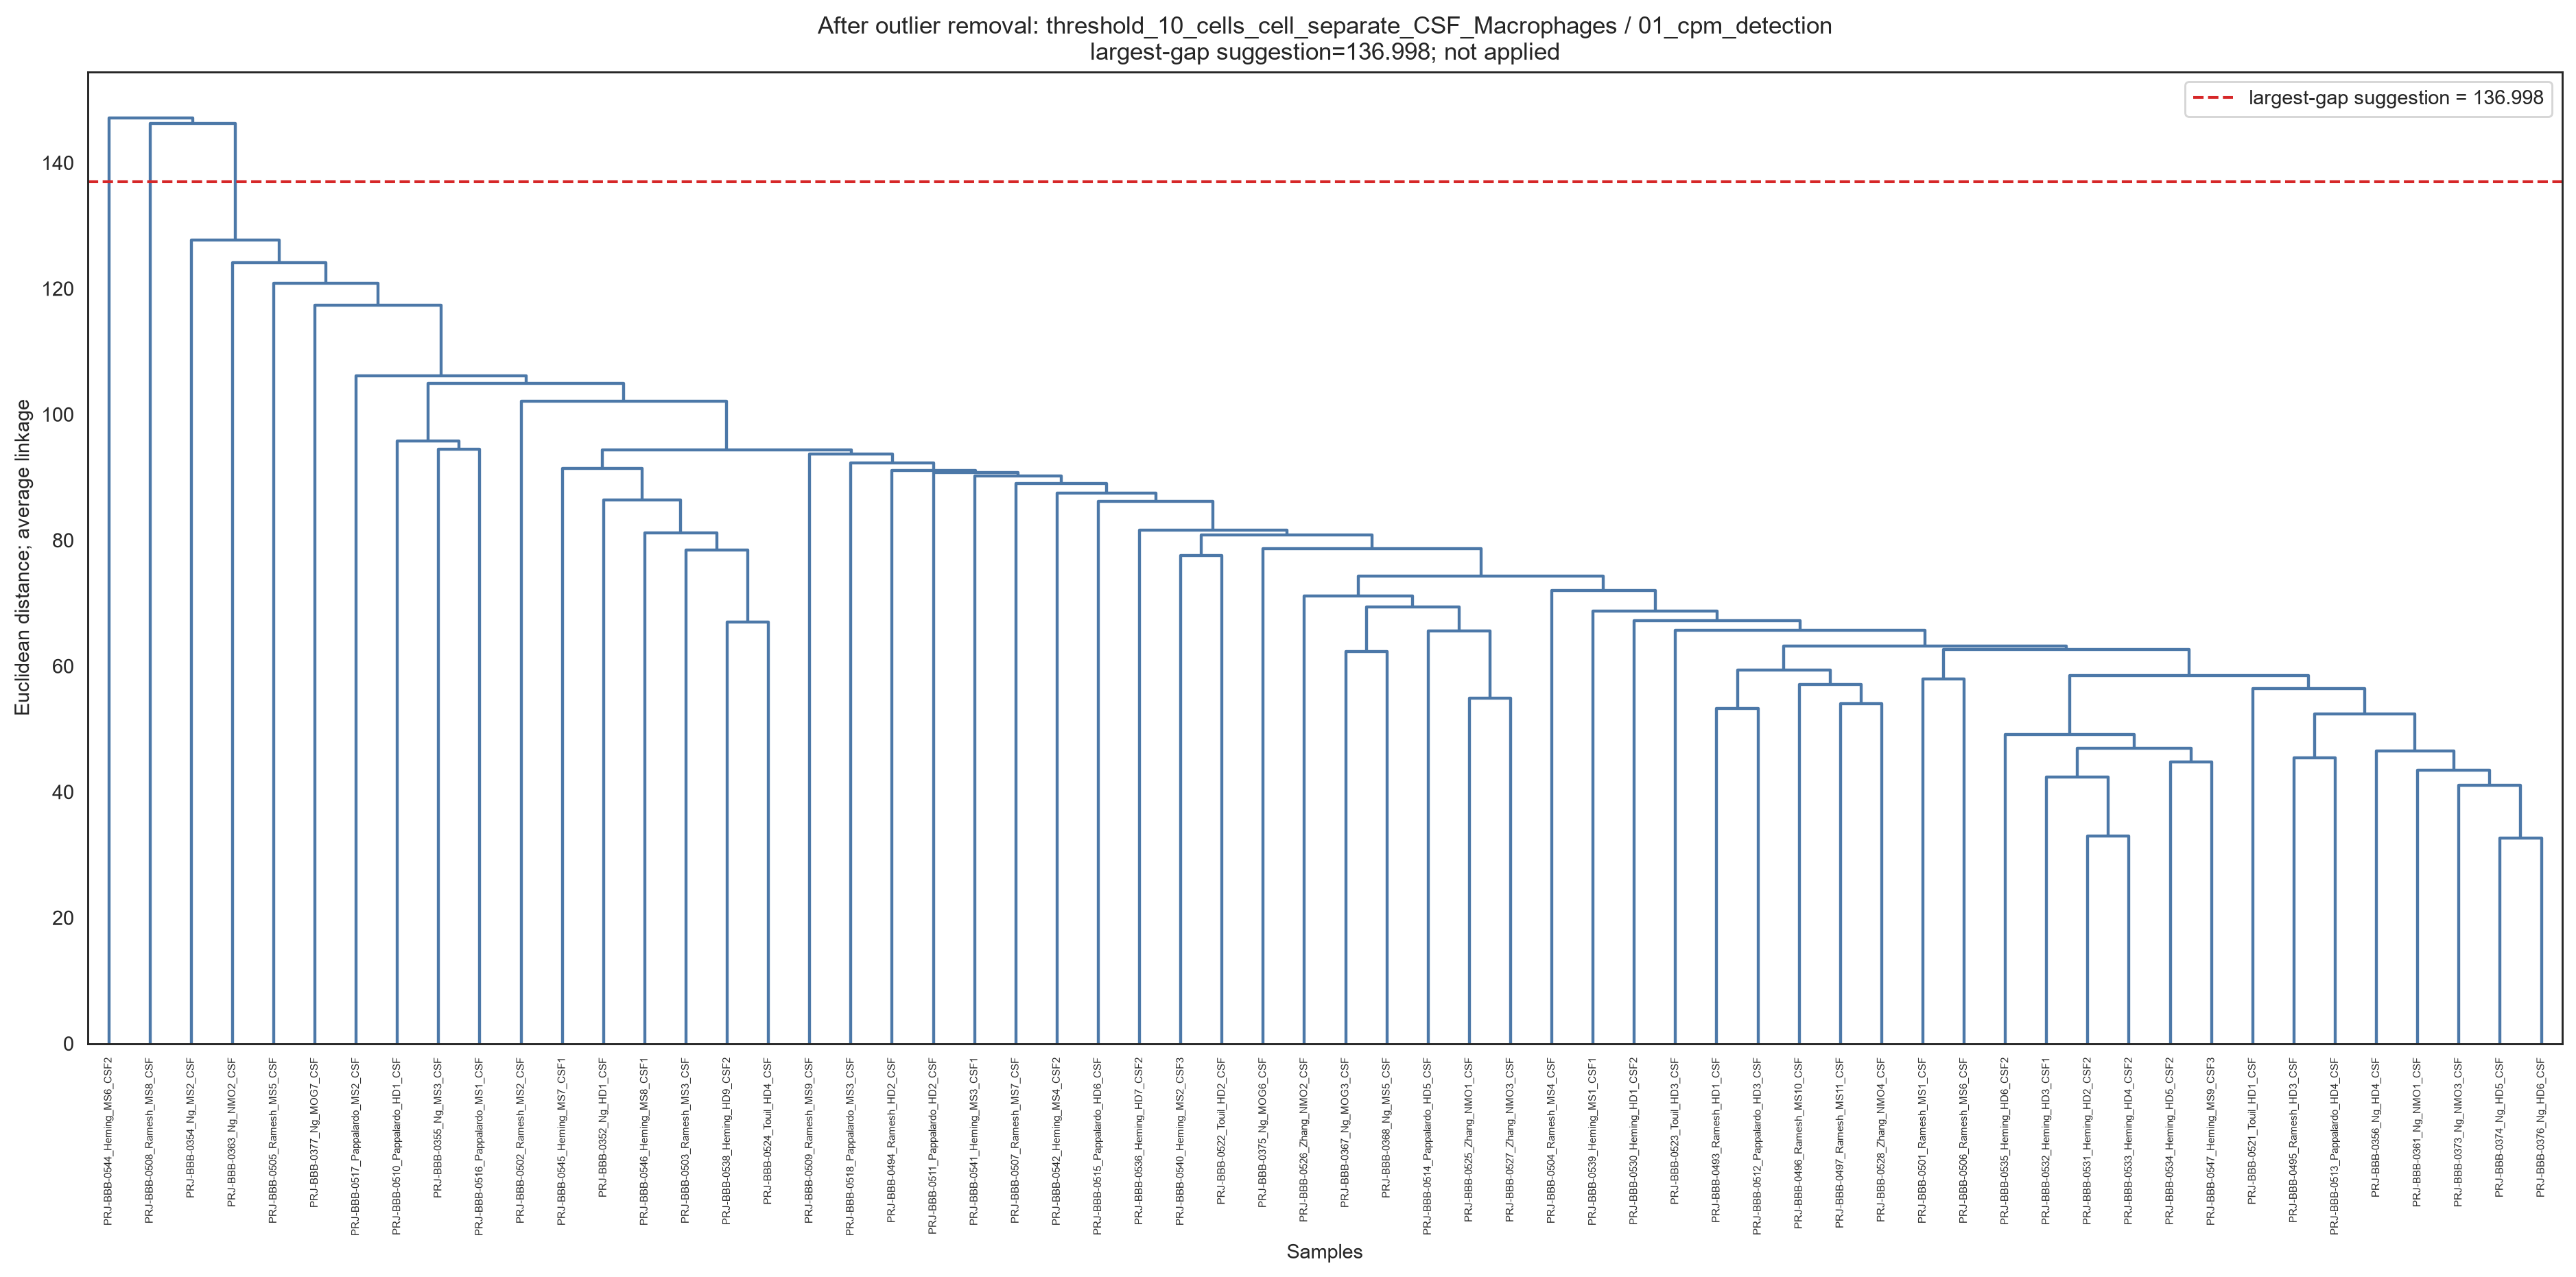 After outlier removal: threshold_10_cells_cell_separate_CSF_Macrophages / 01_cpm_detection
largest-gap suggestion=136.998; not applied
largest-gap suggestion = 136.998
Euclidean distance; average linkage
140
120
100
80
60
40
20
0
PRJ-BBB-0544_Heming_MS6_CSF2
PRJ-BBB-0508_Ramesh_MS8_CSF
PRJ-BBB-0354_Ng_MS2_CSF
PRJ-BBB-0363_Ng_NMO2_CSF
PRJ-BBB-0505_Ramesh_MS5_CSF
PRJ-BBB-0377_Ng_MOG7_CSF
PRJ-BBB-0517_Pappalardo_MS2_CSF
PRJ-BBB-0510_Pappalardo_HD1_CSF
PRJ-BBB-0355_Ng_MS3_CSF
PRJ-BBB-0516_Pappalardo_MS1_CSF
PRJ-BBB-0502_Ramesh_MS2_CSF
PRJ-BBB-0545_Heming_MS7_CSF1
PRJ-BBB-0352_Ng_HD1_CSF
PRJ-BBB-0546_Heming_MS8_CSF1
PRJ-BBB-0503_Ramesh_MS3_CSF
PRJ-BBB-0538_Heming_HD9_CSF2
PRJ-BBB-0524_Touil_HD4_CSF
PRJ-BBB-0509_Ramesh_MS9_CSF
PRJ-BBB-0518_Pappalardo_MS3_CSF
PRJ-BBB-0494_Ramesh_HD2_CSF
PRJ-BBB-0511_Pappalardo_HD2_CSF
PRJ-BBB-0541_Heming_MS3_CSF1
PRJ-BBB-0507_Ramesh_MS7_CSF
PRJ-BBB-0542_Heming_MS4_CSF2
PRJ-BBB-0515_Pappalardo_HD6_CSF
PRJ-BBB-0536_Heming_HD7_CSF2
PRJ-BBB-0540_Heming_MS2_CSF3
PRJ-BBB-0522_Touil_HD2_CSF
PRJ-BBB-0375_Ng_MOG6_CSF
PRJ-BBB-0526_Zhang_NMO2_CSF
PRJ-BBB-0367_Ng_MOG3_CSF
PRJ-BBB-0368_Ng_MS5_CSF
PRJ-BBB-0514_Pappalardo_HD5_CSF
PRJ-BBB-0525_Zhang_NMO1_CSF
PRJ-BBB-0527_Zhang_NMO3_CSF
PRJ-BBB-0504_Ramesh_MS4_CSF
PRJ-BBB-0539_Heming_MS1_CSF1
PRJ-BBB-0530_Heming_HD1_CSF2
PRJ-BBB-0523_Touil_HD3_CSF
PRJ-BBB-0493_Ramesh_HD1_CSF
PRJ-BBB-0512_Pappalardo_HD3_CSF
PRJ-BBB-0496_Ramesh_MS10_CSF
PRJ-BBB-0497_Ramesh_MS11_CSF
PRJ-BBB-0528_Zhang_NMO4_CSF
PRJ-BBB-0501_Ramesh_MS1_CSF
PRJ-BBB-0506_Ramesh_MS6_CSF
PRJ-BBB-0535_Heming_HD6_CSF2
PRJ-BBB-0532_Heming_HD3_CSF1
PRJ-BBB-0531_Heming_HD2_CSF2
PRJ-BBB-0533_Heming_HD4_CSF2
PRJ-BBB-0534_Heming_HD5_CSF2
PRJ-BBB-0547_Heming_MS9_CSF3
PRJ-BBB-0521_Touil_HD1_CSF
PRJ-BBB-0495_Ramesh_HD3_CSF
PRJ-BBB-0513_Pappalardo_HD4_CSF
PRJ-BBB-0356_Ng_HD4_CSF
PRJ-BBB-0361_Ng_NMO1_CSF
PRJ-BBB-0373_Ng_NMO3_CSF
PRJ-BBB-0374_Ng_HD5_CSF
PRJ-BBB-0376_Ng_HD6_CSF
Samples